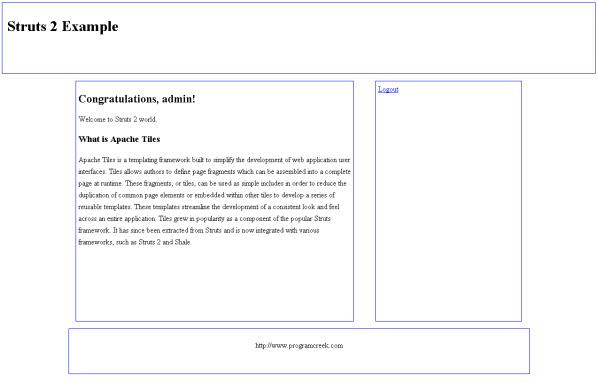 Struts 2 Example
Congratulations, admin!
Logout
Welcome to Struts 2 world.
What is Apache Tiles
Apache Tiles is a templating framework built to simplify the development of web application user
interfaces. Tiles allows authors to define page fragments which can be assembled into a complete
page at runtime. These fragments, or tiles, can be used as simple includes in order to reduce the
duplication of common page elements or embedded within other tiles to develop a series of
reusable templates. These templates streamline the development of a consistent look and feel
across an entire application. Tiles grew in popularity as a component of the popular Struts
framework. It has since been extracted from Struts and is now integrated with various
frameworks, such as Struts 2 and Shale.
http://www.programcreek.com